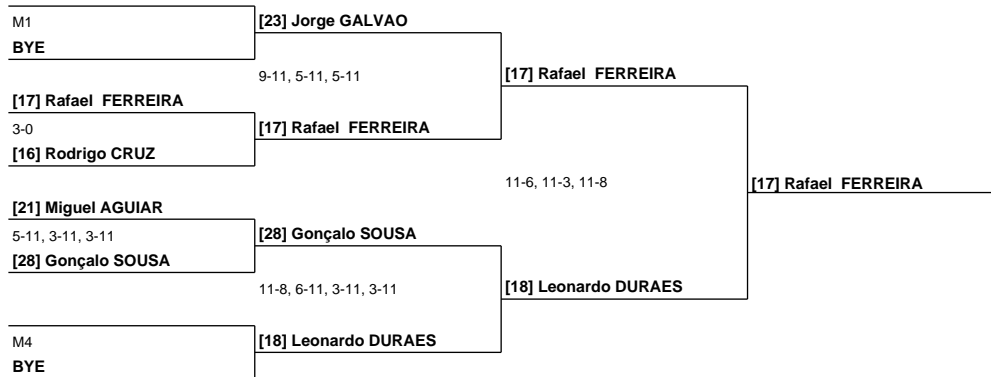 M1
BYE
[23] Jorge GALVAO
9-11, 5-11, 5-11
[17] Rafael  FERREIRA
[17] Rafael  FERREIRA
3-0
[16] Rodrigo CRUZ
[17] Rafael  FERREIRA
11-6, 11-3, 11-8
[17] Rafael  FERREIRA
[21] Miguel AGUIAR
5-11, 3-11, 3-11
[28] Gonçalo SOUSA
[28] Gonçalo SOUSA
11-8, 6-11, 3-11, 3-11
[18] Leonardo DURAES
M4
BYE
[18] Leonardo DURAES